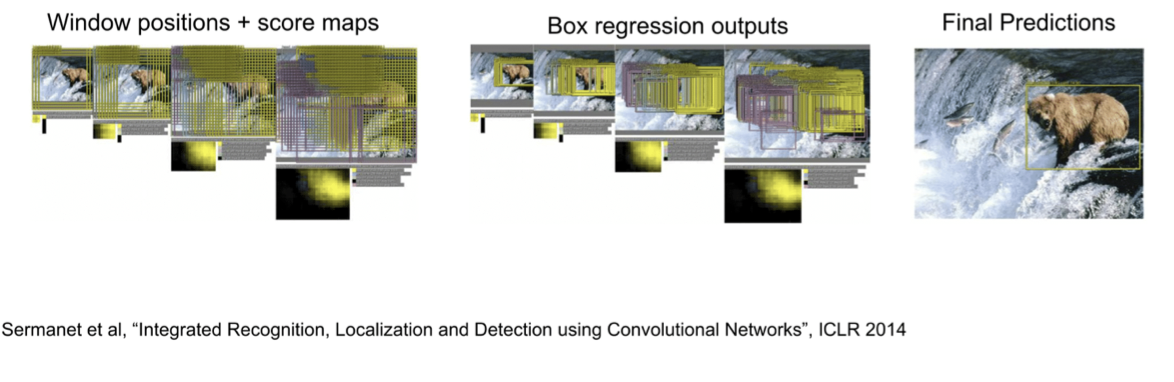 Window positions + score maps
Box regression outputs
Final Predictions
Sermanet et al, “Integrated Recognition, Localization and Detection using Convolutional Networks”, ICLR 2014